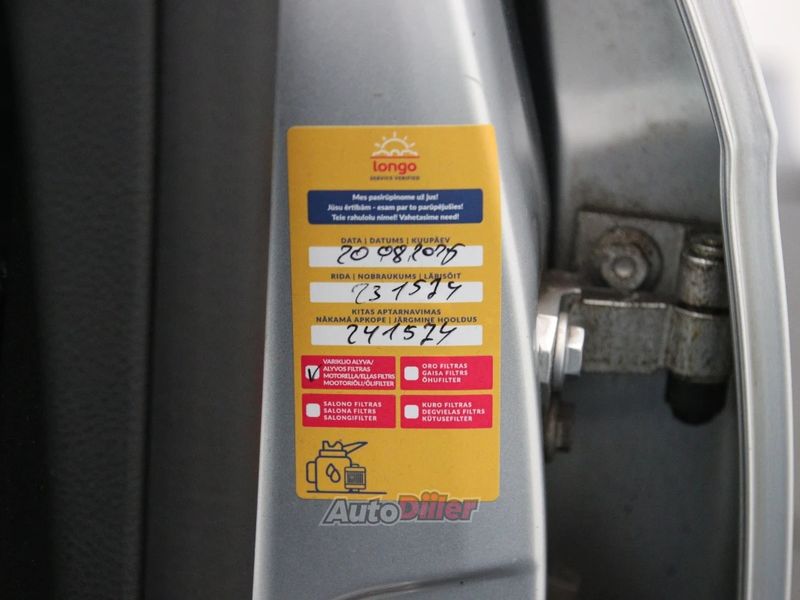 longo
SERVICE VERIFIED
Mes pasirūpinome už Jus!
Jūsu ērtībām - esam par to parūpējušies!
Teie rahulolu nimel! Vahetasime need!
DATA | DATUMS | KUUPÄEV
20 08 2025
RIDA | NOBRAUKUMS | LÄBISÕIT
231574
KITAS APTARNAVIMAS
NĀKAMĀ APKOPE | JÄRGMINE HOOLDUS
241574
V
VARIKLIO ALYVA/
ALYVOS FILTRAS
MOTORELLA/EĻĻAS FILTRS
MOOTORIÕLI/ÕLIFILTER
ORO FILTRAS
GAISA FILTRS
ÕHUFILTER
SALONO FILTRAS
SALONA FILTRS
SALONGIFILTER
KURO FILTRAS
DEGVIELAS FILTRS
KÜTUSEFILTER
AutoDiller